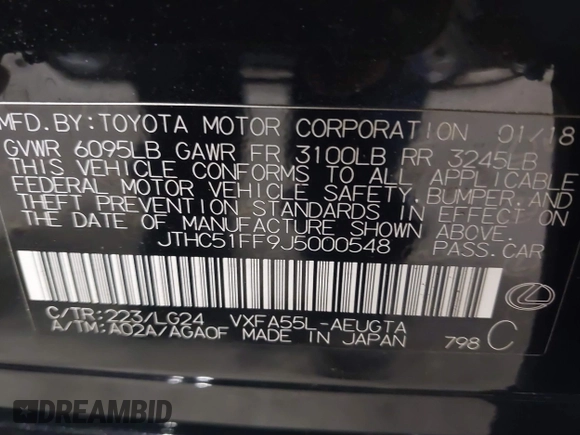 MFD.BY:TOYOTA MOTOR CORPORATION 01/18
GVWR 6095LB GAWR FR 3100LB RR 3245LB
THIS VEHICLE CONFORMS TO ALL APPLICABLE
FEDERAL MOTOR VEHICLE SAFETY,BUMPER,AND
THEFT PREVENTION STANDARDS IN EFFECT ON
THE DATE OF MANUFACTURE SHOWN ABOVE.
JTHC51FF9J5000548 PASS.CAR
C/TR:223/LG24 VXFA55L-AEUGTA
A/TM:A02A/AGA0F MADE IN JAPAN 798 C
DREAMBID